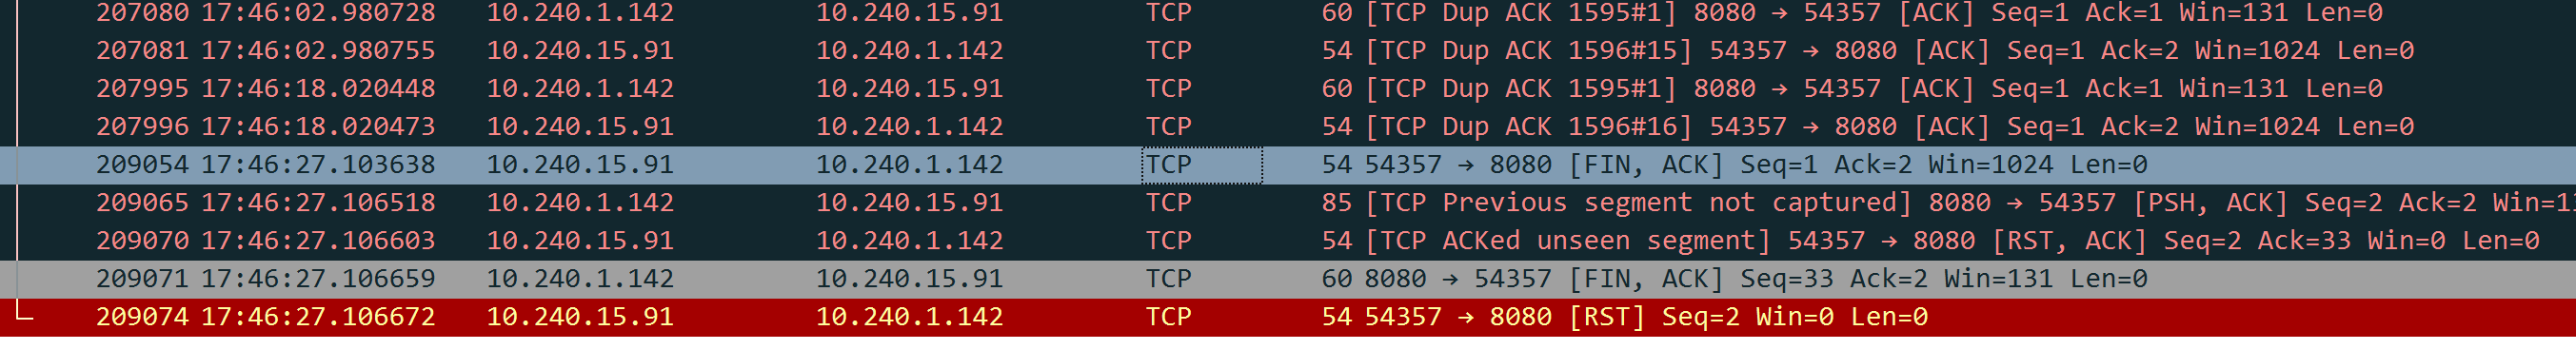 207080 17:46:02.980728 10.240.1.142 10.240.15.91 TCP 60 [TCP Dup ACK 1595#1] 8080 → 54357 [ACK] Seq=1 Ack=1 Win=131 Len=0
207081 17:46:02.980755 10.240.15.91 10.240.1.142 TCP 54 [TCP Dup ACK 1596#15] 54357 → 8080 [ACK] Seq=1 Ack=2 Win=1024 Len=0
207995 17:46:18.020448 10.240.1.142 10.240.15.91 TCP 60 [TCP Dup ACK 1595#1] 8080 → 54357 [ACK] Seq=1 Ack=1 Win=131 Len=0
207996 17:46:18.020473 10.240.15.91 10.240.1.142 TCP 54 [TCP Dup ACK 1596#16] 54357 → 8080 [ACK] Seq=1 Ack=2 Win=1024 Len=0
209054 17:46:27.103638 10.240.15.91 10.240.1.142 TCP 54 54357 → 8080 [FIN, ACK] Seq=1 Ack=2 Win=1024 Len=0
209065 17:46:27.106518 10.240.1.142 10.240.15.91 TCP 85 [TCP Previous segment not captured] 8080 → 54357 [PSH, ACK] Seq=2 Ack=2
209070 17:46:27.106603 10.240.15.91 10.240.1.142 TCP 54 [TCP ACKed unseen segment] 54357 → 8080 [RST, ACK] Seq=2 Ack=33 Win=0 Len=0
209071 17:46:27.106659 10.240.1.142 10.240.15.91 TCP 60 8080 → 54357 [FIN, ACK] Seq=33 Ack=2 Win=131 Len=0
209074 17:46:27.106672 10.240.15.91 10.240.1.142 TCP 54 54357 → 8080 [RST] Seq=2 Win=0 Len=0